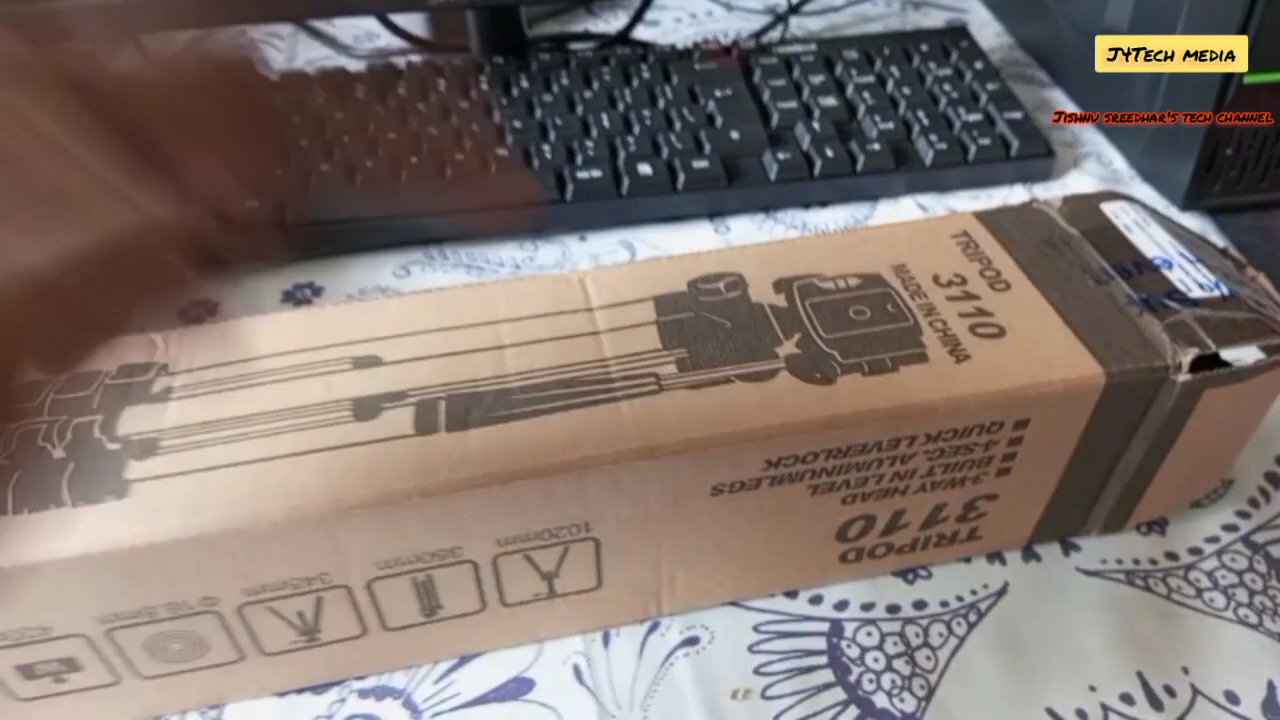 JYTech media
Jishnu sreedhar's tech channel
TRIPOD
3110
MADE IN CHINA
TRIPOD
3110
3-WAY HEAD
■ BUILT IN LEVEL
■ 4-SEC. ALUMINUMLEGS
■ QUICK LEVERLOCK
1020mm
350mm
345mm